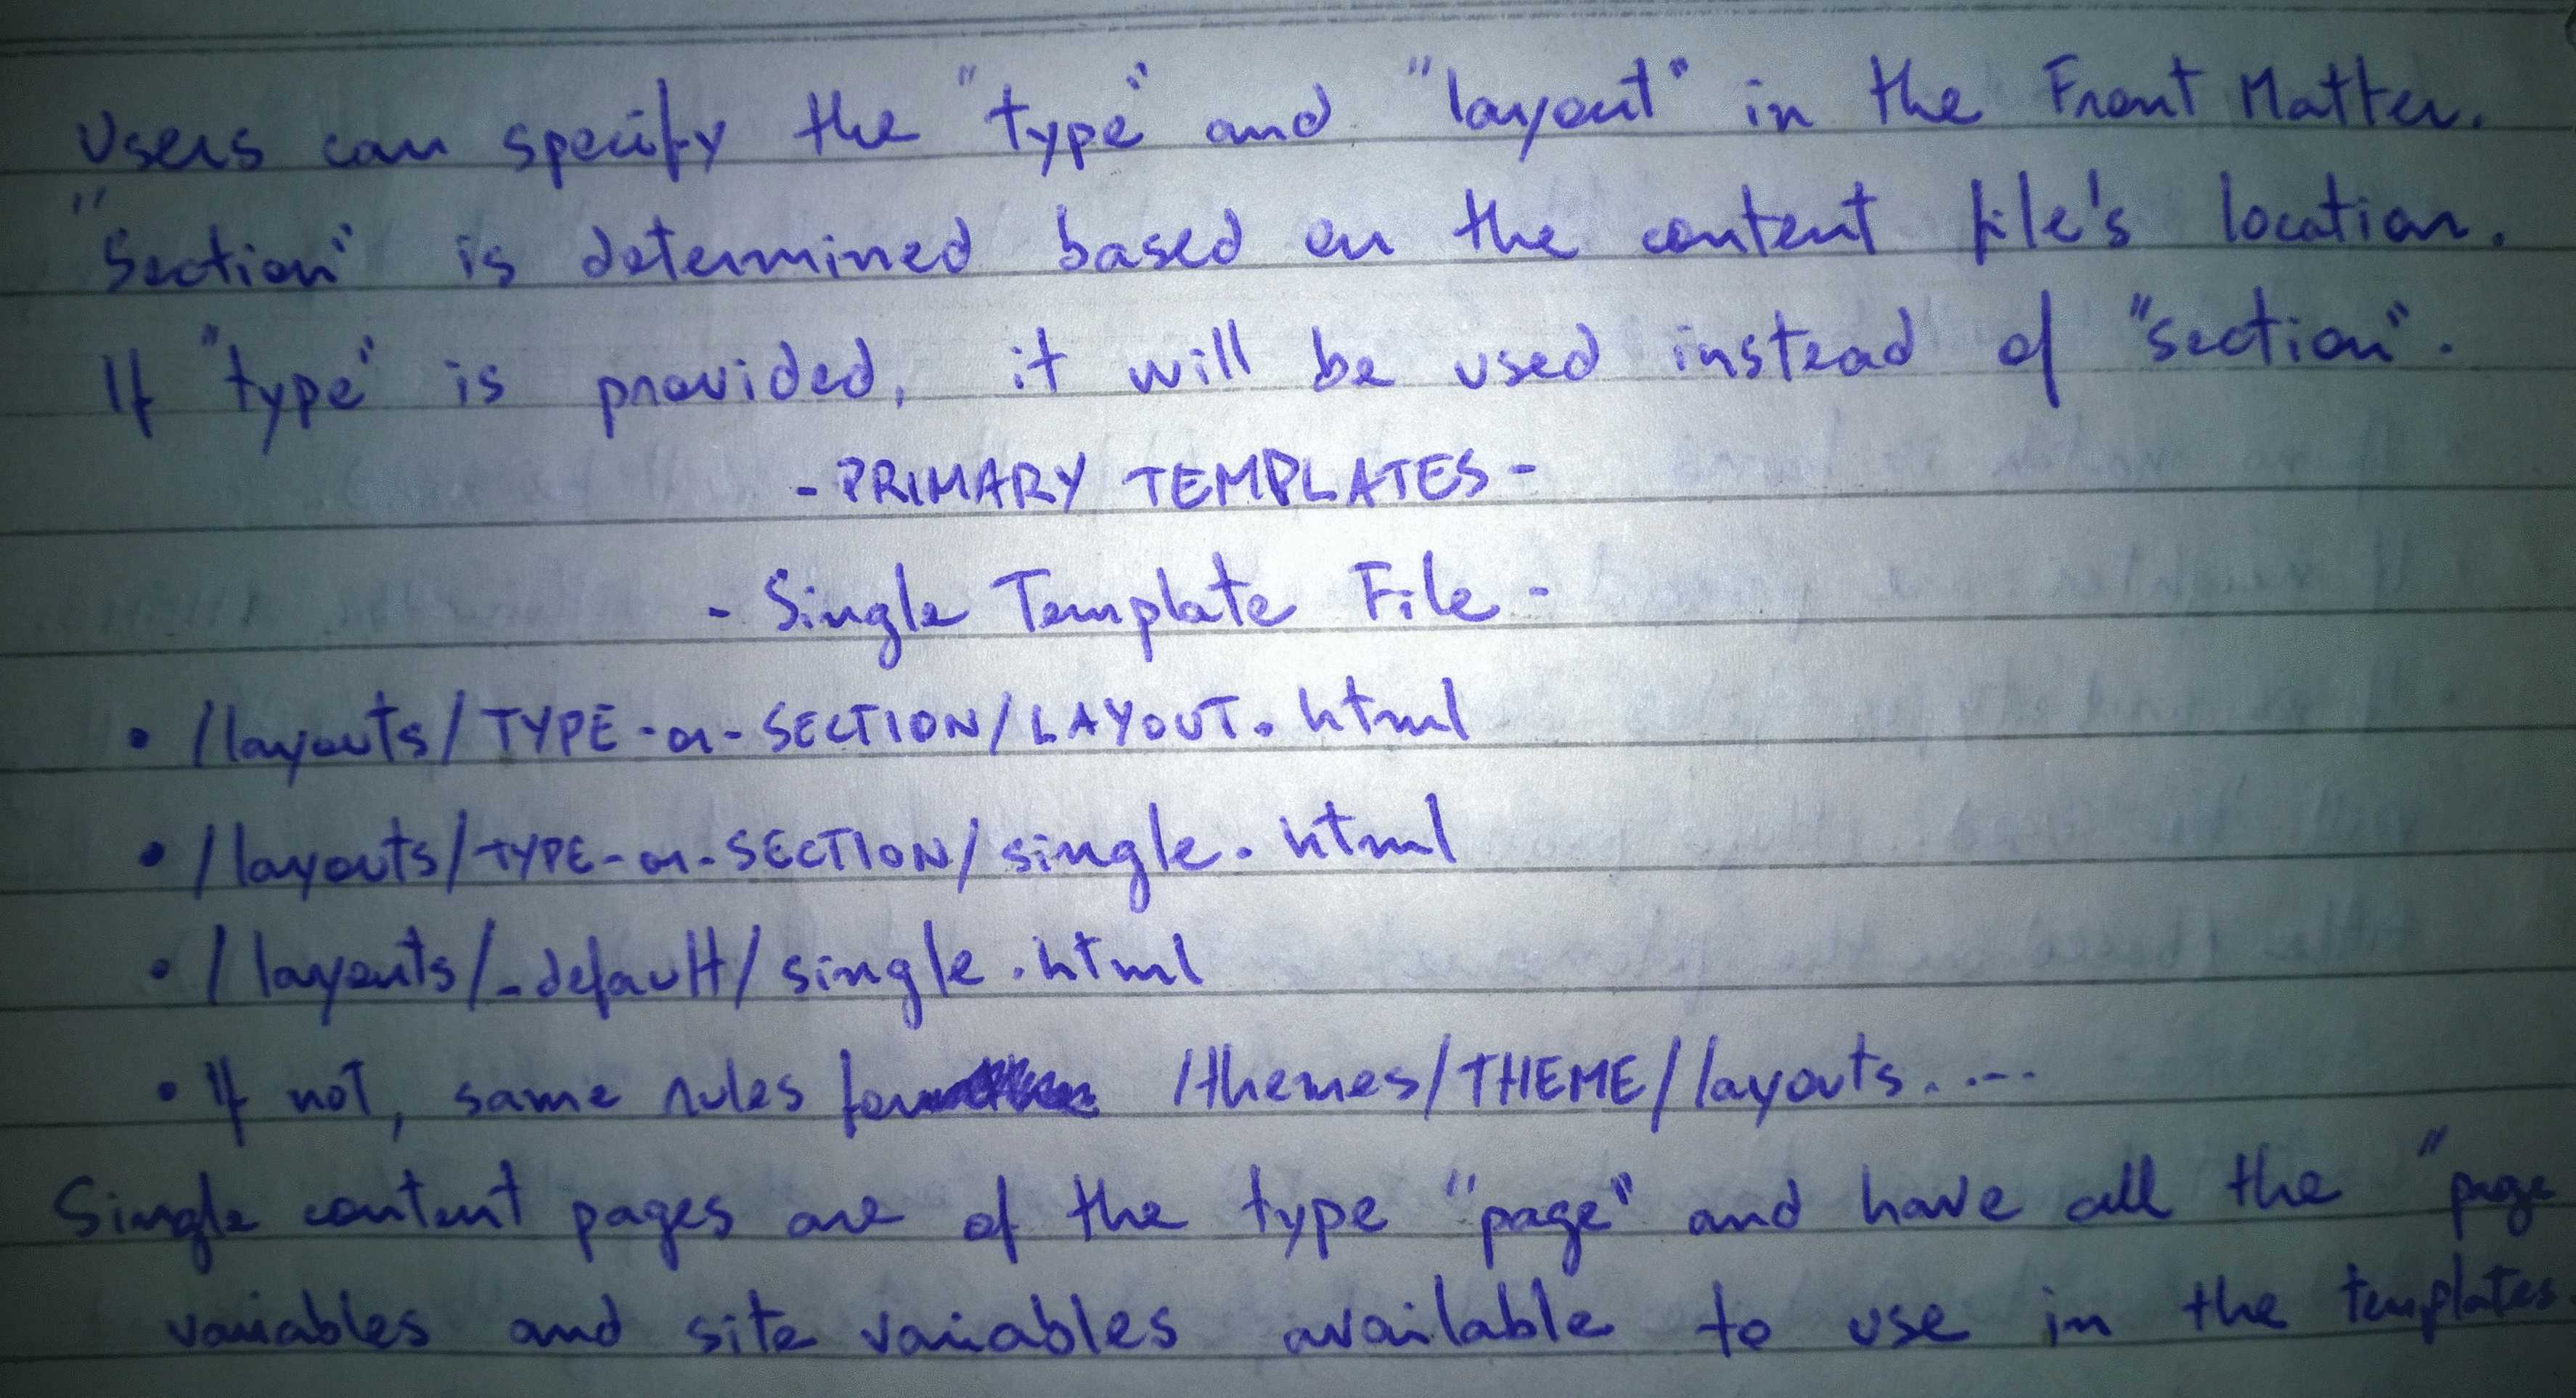 Users can specify the "type" and "layout" in the Front Matter.
"Section" is determined based on the content file's location.
If "type" is provided, it will be used instead of "section".
- PRIMARY TEMPLATES -
- Single Template File -
• /layouts/TYPE-or-SECTION/LAYOUT.html
• /layouts/TYPE-or-SECTION/single.html
• /layouts/_default/single.html
• If not, same rules for /themes/THEME/layouts.....
Single content pages are of the type "page" and have all the "page
variables and site variables available to use in the templates